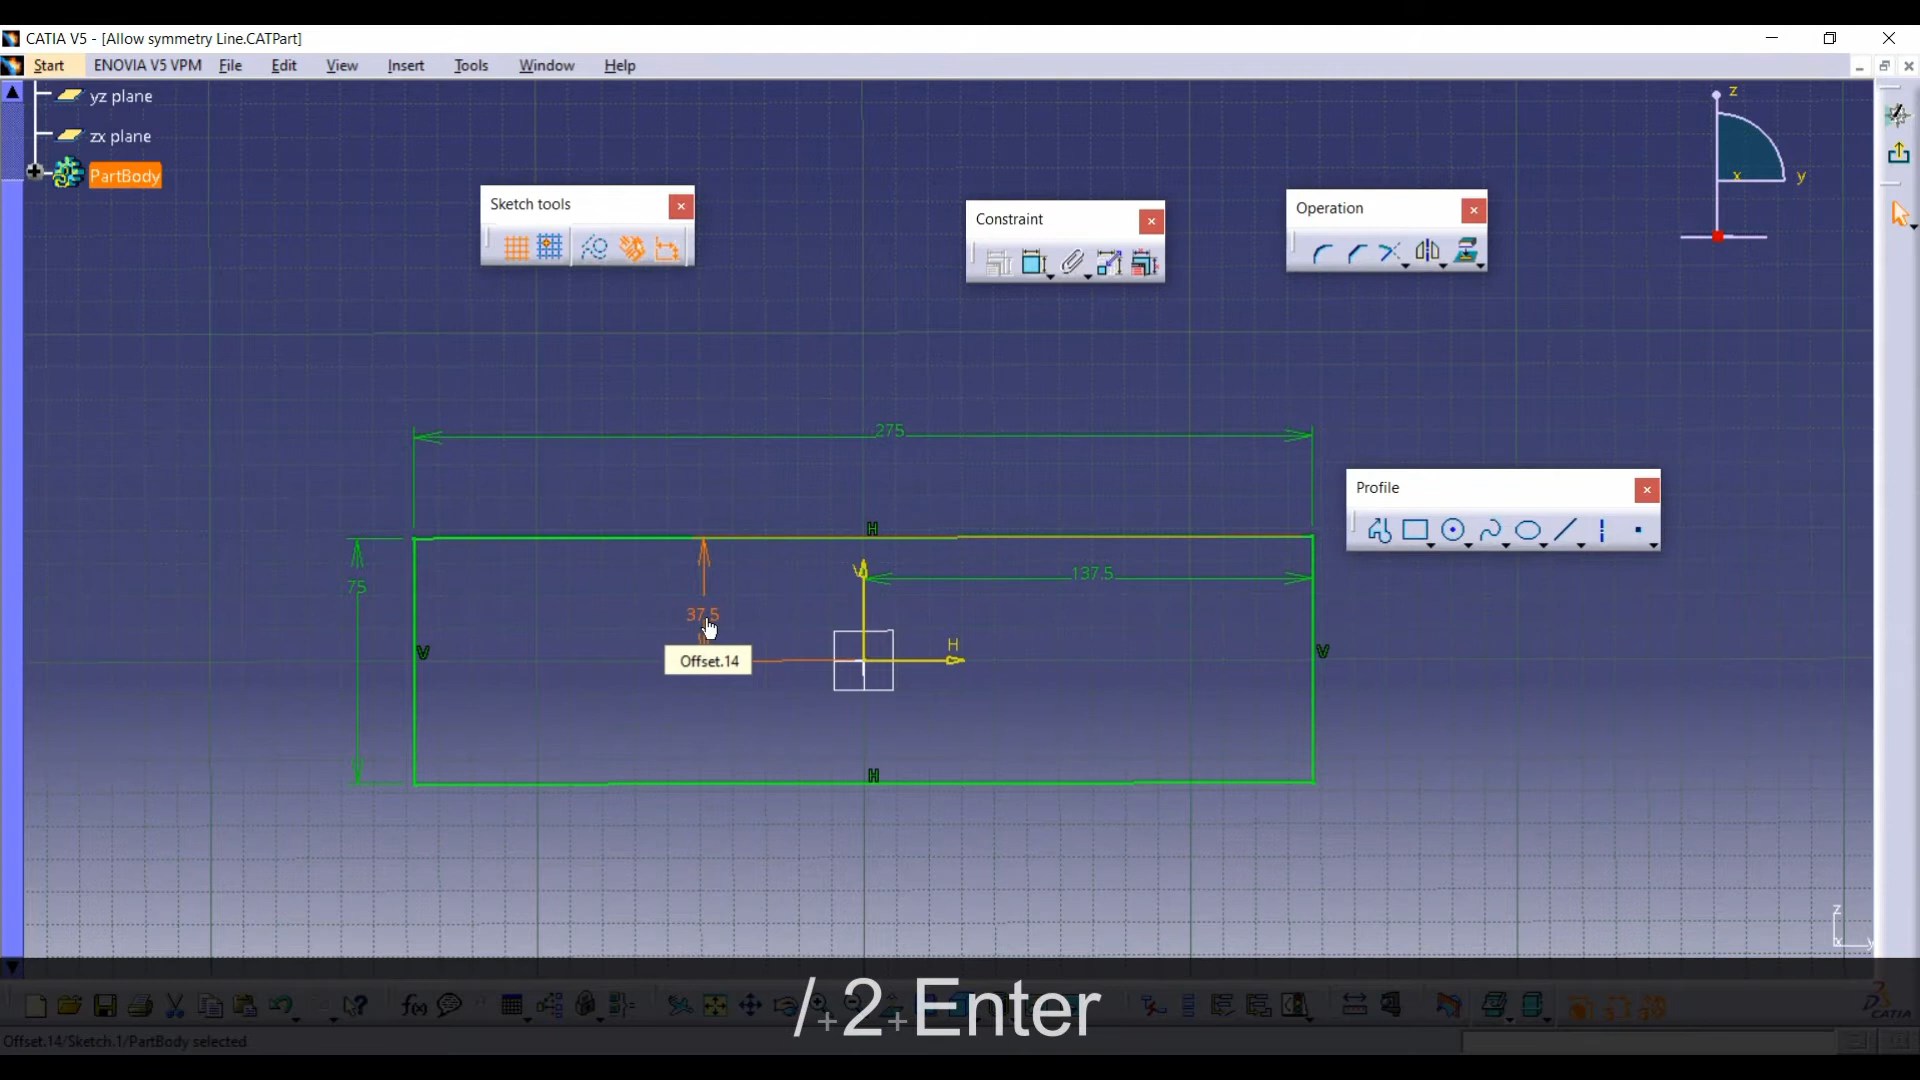 CATIA V5 - [Allow symmetry Line.CATPart]
Start ENOVIA V5 VPM File Edit View Insert Tools Window Help
yz plane
zx plane
PartBody
z
x
y
Sketch tools
Constraint
Operation
275
Profile
H
V
137.5
75
37.5
H
V
V
Offset.14
H
z
x
y
/+2+Enter
f(x)
CATIA
Offset.14/Sketch.1/PartBody selected